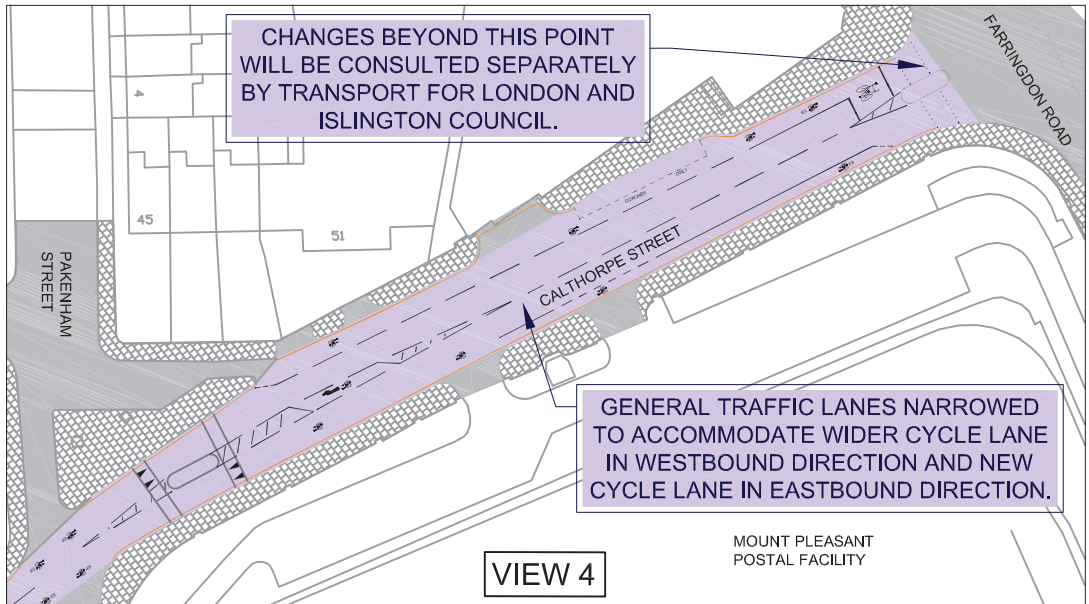 CHANGES BEYOND THIS POINT
WILL BE CONSULTED SEPARATELY
BY TRANSPORT FOR LONDON AND
ISLINGTON COUNCIL.
FARRINGDON ROAD
4
45
51
COACHES ONLY
CALTHORPE STREET
PAKENHAM
STREET
GENERAL TRAFFIC LANES NARROWED
TO ACCOMMODATE WIDER CYCLE LANE
IN WESTBOUND DIRECTION AND NEW
CYCLE LANE IN EASTBOUND DIRECTION.
MOUNT PLEASANT
POSTAL FACILITY
VIEW 4